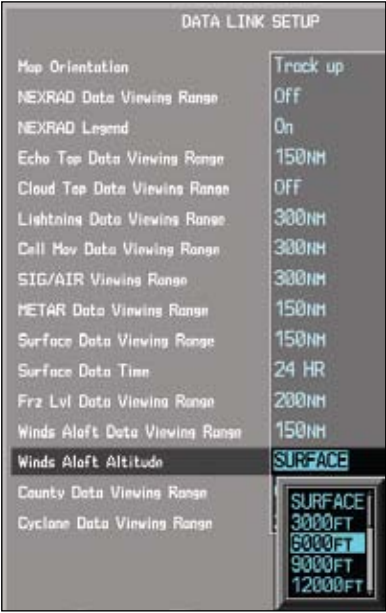 DATA LINK SETUP
Map Orientation Track up
NEXRAD Data Viewing Range Off
NEXRAD Legend On
Echo Top Data Viewing Range 150NM
Cloud Top Data Viewing Range Off
Lightning Data Viewing Range 300NM
Cell Mov Data Viewing Range 300NM
SIG/AIR Viewing Range 300NM
METAR Data Viewing Range 150NM
Surface Data Viewing Range 150NM
Surface Data Time 24 HR
Frz Lvl Data Viewing Range 200NM
Winds Aloft Data Viewing Range 150NM
Winds Aloft Altitude SURFACE
County Data Viewing Range
Cyclone Data Viewing Range
SURFACE
3000FT
6000FT
9000FT
12000FT